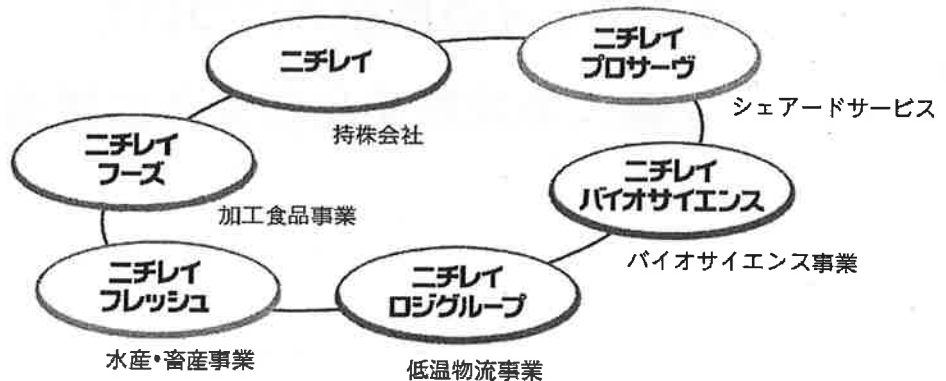 ニチレイ
持株会社
ニチレイ
プロサーヴ
シェアードサービス
ニチレイ
フーズ
加工食品事業
ニチレイ
バイオサイエンス
バイオサイエンス事業
ニチレイ
フレッシュ
水産・畜産事業
ニチレイ
ロジグループ
低温物流事業